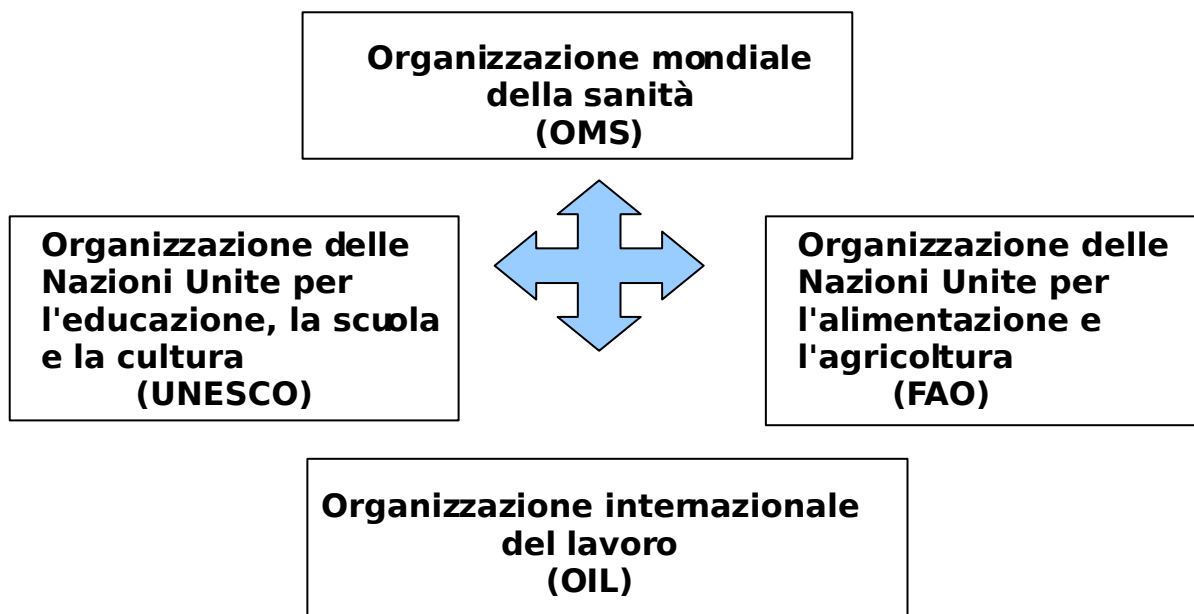 Organizzazione mondiale
della sanità
(OMS)
Organizzazione delle
Nazioni Unite per
l'educazione, la scuola
e la cultura
(UNESCO)
Organizzazione delle
Nazioni Unite per
l'alimentazione e
l'agricoltura
(FAO)
Organizzazione internazionale
del lavoro
(OIL)